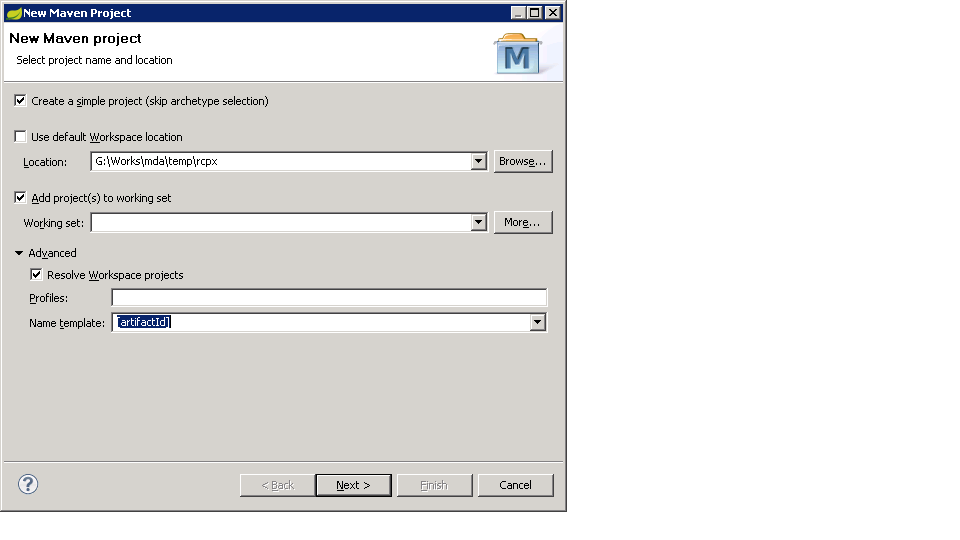 New Maven Project
New Maven project
Select project name and location
M
Create a simple project (skip archetype selection)
Use default Workspace location
Location: G:\Works\mda\temp\rcpx Browse...
Add project(s) to working set
Working set: More...
Advanced
Resolve Workspace projects
Profiles:
Name template: [artifactId]
? < Back Next > Finish Cancel